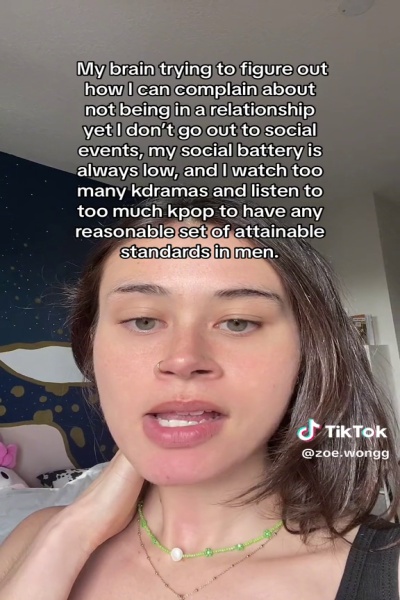 My brain trying to figure out
how I can complain about
not being in a relationship
yet I don't go out to social
events, my social battery is
always low, and I watch too
many kdramas and listen to
too much kpop to have any
reasonable set of attainable
standards in men.
TikTok
@zoe.wongg